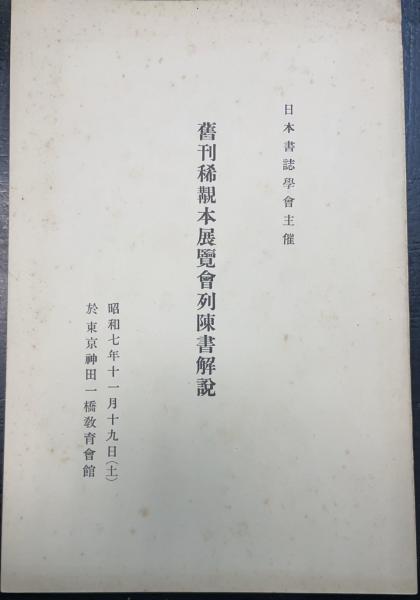 日本書誌學會主催
舊刊稀覯本展覽會列陳書解說
昭和七年十一月十九日(土)
於東京神田一橋教育會館